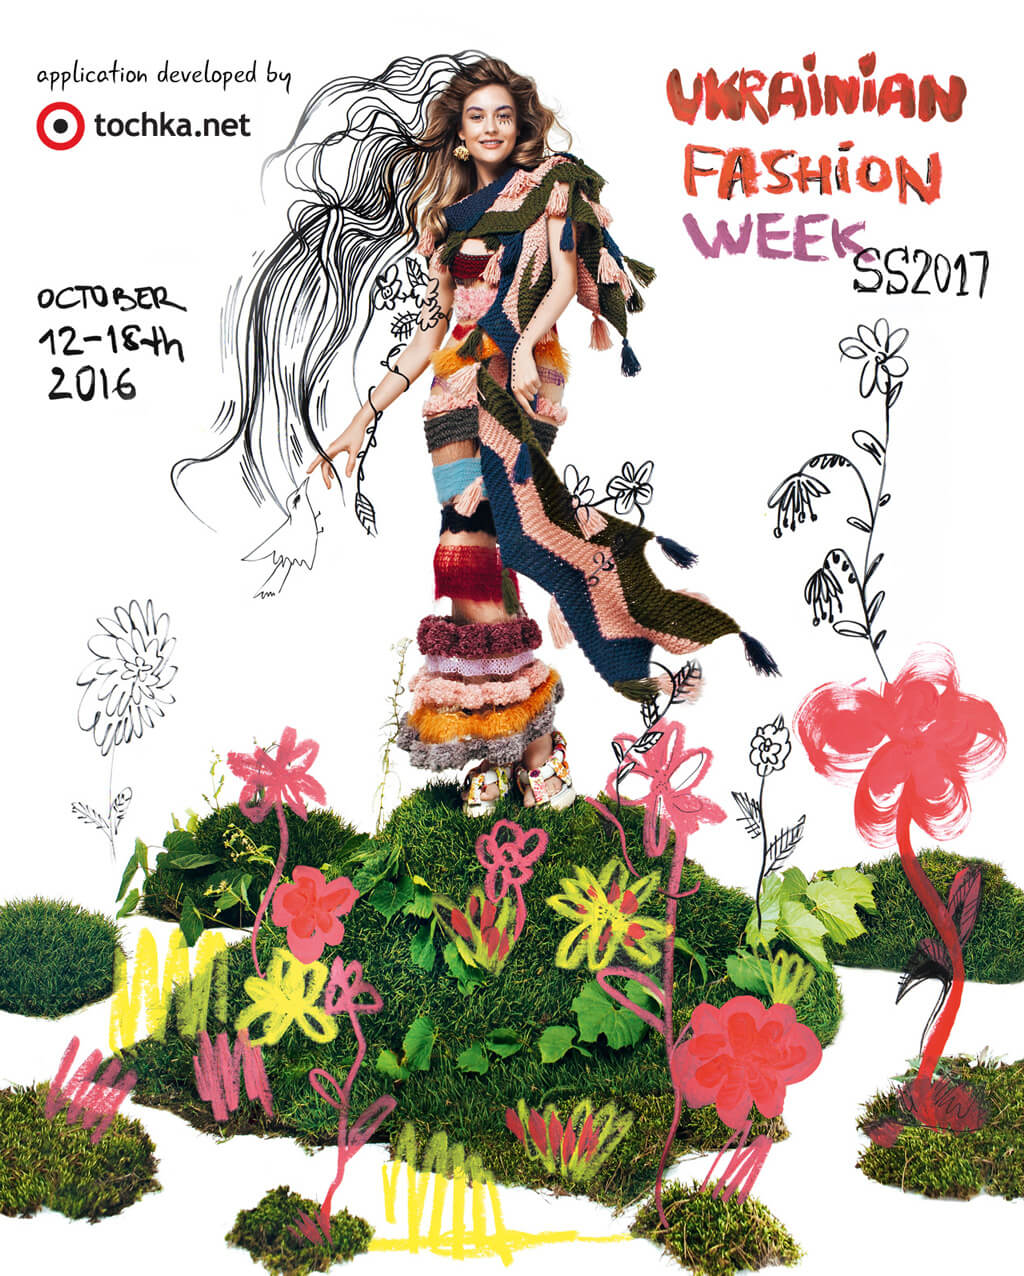 application developed by
tochka.net
UKRAiNiAN
FASHiON
WEEK
SS2017
OCTOBER
12-18th
2016